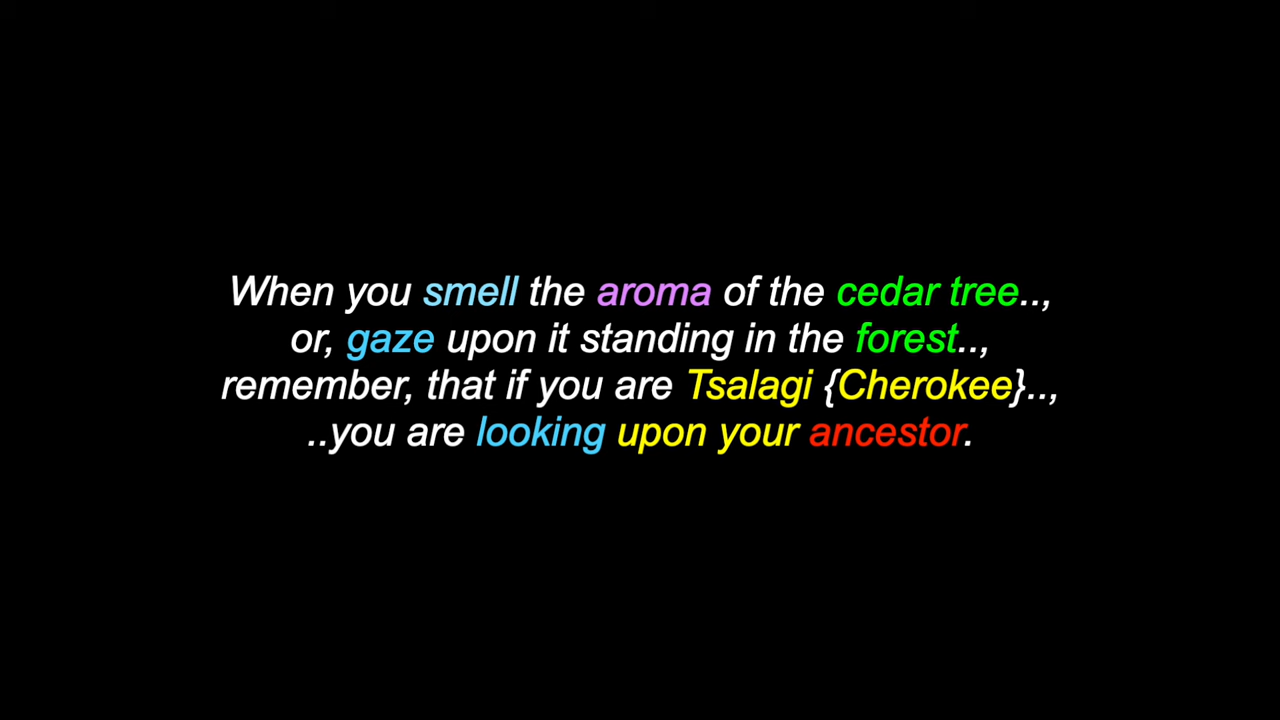 When you smell the aroma of the cedar tree..,
or, gaze upon it standing in the forest..,
remember, that if you are Tsalagi {Cherokee}..,
..you are looking upon your ancestor.